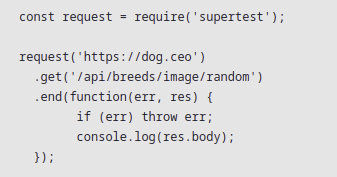 const request = require('supertest');
request('https://dog.ceo')
  .get('/api/breeds/image/random')
  .end(function(err, res) {
        if (err) throw err;
        console.log(res.body);
  });